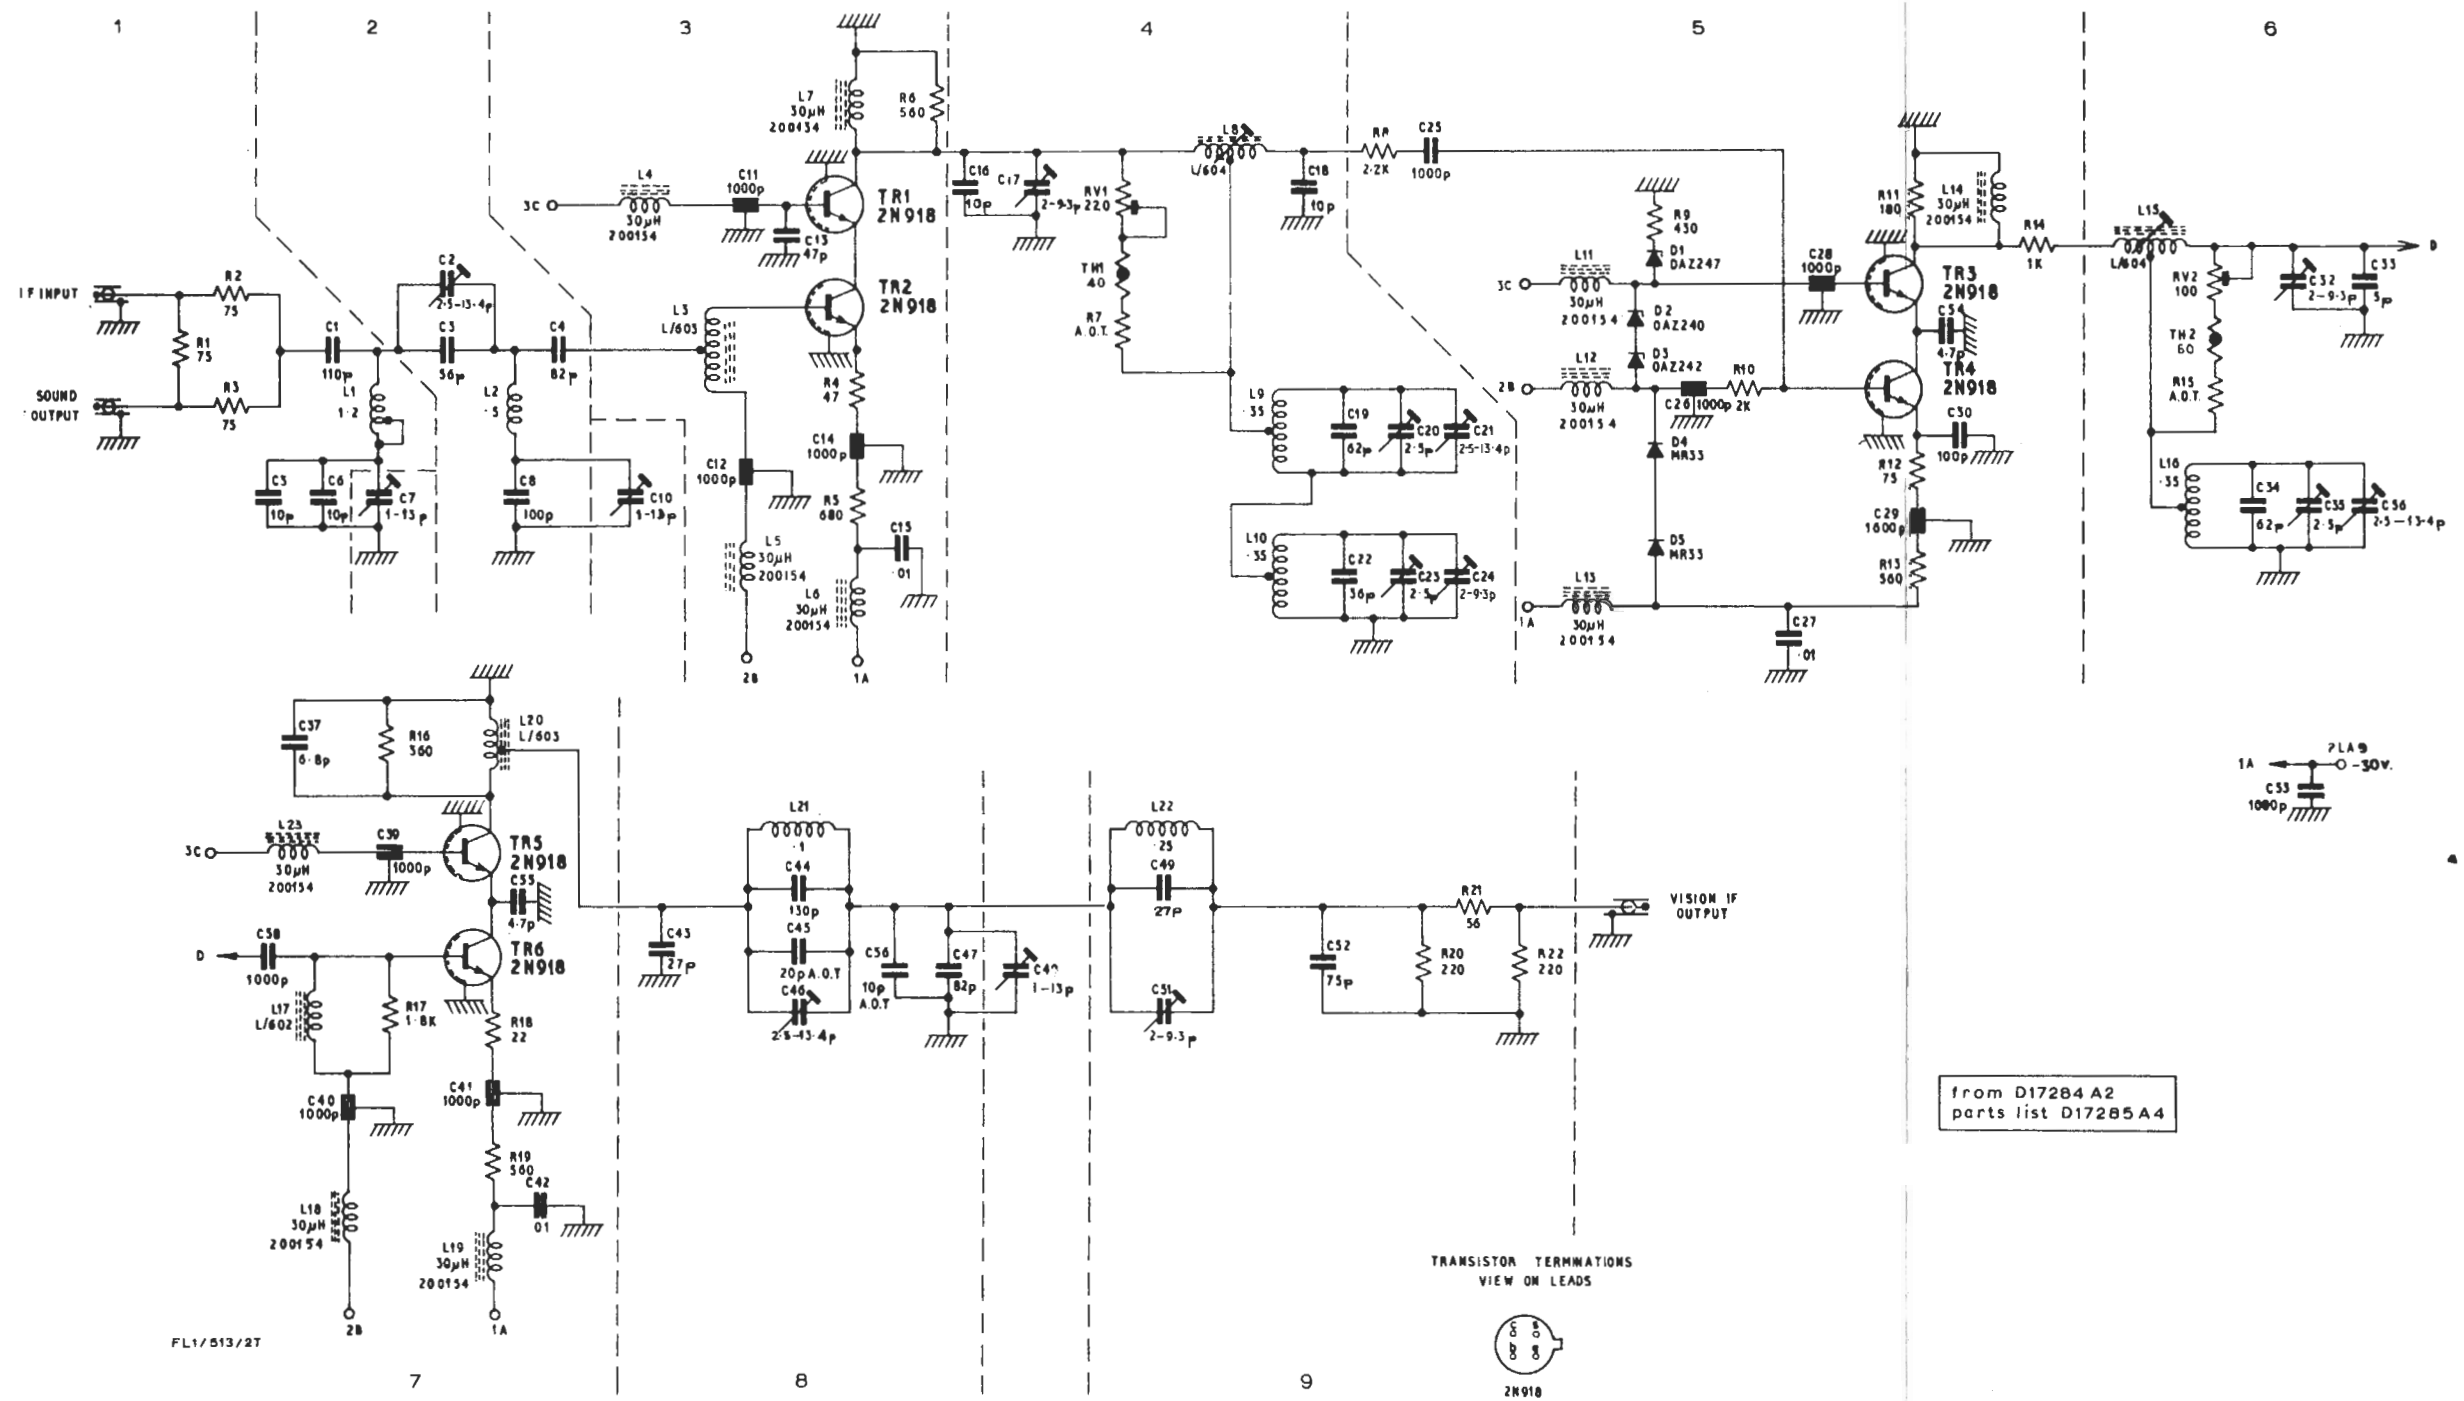 1
2
3
4
5
6
IF INPUT
SOUND
OUTPUT
R1
75
R2
75
R3
75
C1
110p
L1
1·2
C2
2·5-13·4p
C3
56p
C4
82p
L2
·5
C3
10p
C6
10p
C7
1-13p
C8
100p
C10
1-13p
3C
L4
30µH
200154
C11
1000p
C13
47p
L7
30µH
200154
R6
560
TR1
2N918
TR2
2N918
L3
L/603
R4
47
C14
1000p
R5
680
C12
1000p
L5
30µH
200154
C15
·01
L6
30µH
200154
2B
1A
C16
10p
C17
2-9·3p
RV1
220
TH1
40
R7
A.O.T.
L8
L/604
C18
10p
R8
2·2K
C25
1000p
L9
·35
C19
62p
C20
2·5p
C21
2·5-13·4p
L10
·35
C22
36p
C23
2·5p
C24
2-9·3p
3C
L11
30µH
200154
R9
430
D1
OAZ247
D2
OAZ240
D3
OAZ242
2B
L12
30µH
200154
C26
1000p
R10
2K
C28
1000p
D4
MR33
D5
MR33
1A
L13
30µH
200154
C27
·01
R11
180
L14
30µH
200154
TR3
2N918
C54
4·7p
TR4
2N918
C30
100p
R12
75
C29
1000p
R13
560
R14
1K
L15
L/604
RV2
100
TH2
60
R15
A.O.T.
C32
2-9·3p
C33
5p
D
L16
·35
C34
62p
C35
2·5p
C56
2·5-13·4p
C37
6·8p
R16
360
L20
L/603
3C
L23
30µH
200154
C39
1000p
TR5
2N918
C55
4·7p
TR6
2N918
D
C58
1000p
L17
L/602
R17
1·8K
R18
22
C40
1000p
C41
1000p
R19
560
C42
01
L18
30µH
200154
L19
30µH
200154
2B
1A
C43
27p
L21
·1
C44
130p
C45
20p A.O.T
C46
2·5-13·4p
C56
10p
A.O.T
C47
82p
1-13p
L22
·25
C49
27P
C51
2-9·3p
C52
75p
R20
220
R21
56
R22
220
VISION IF
OUTPUT
1A
PLA9
-30V.
C53
1000p
from D17284 A2
parts list D17285A4
TRANSISTOR TERMINATIONS
VIEW ON LEADS
c s
b e
2N918
FL1/513/2T
7
8
9